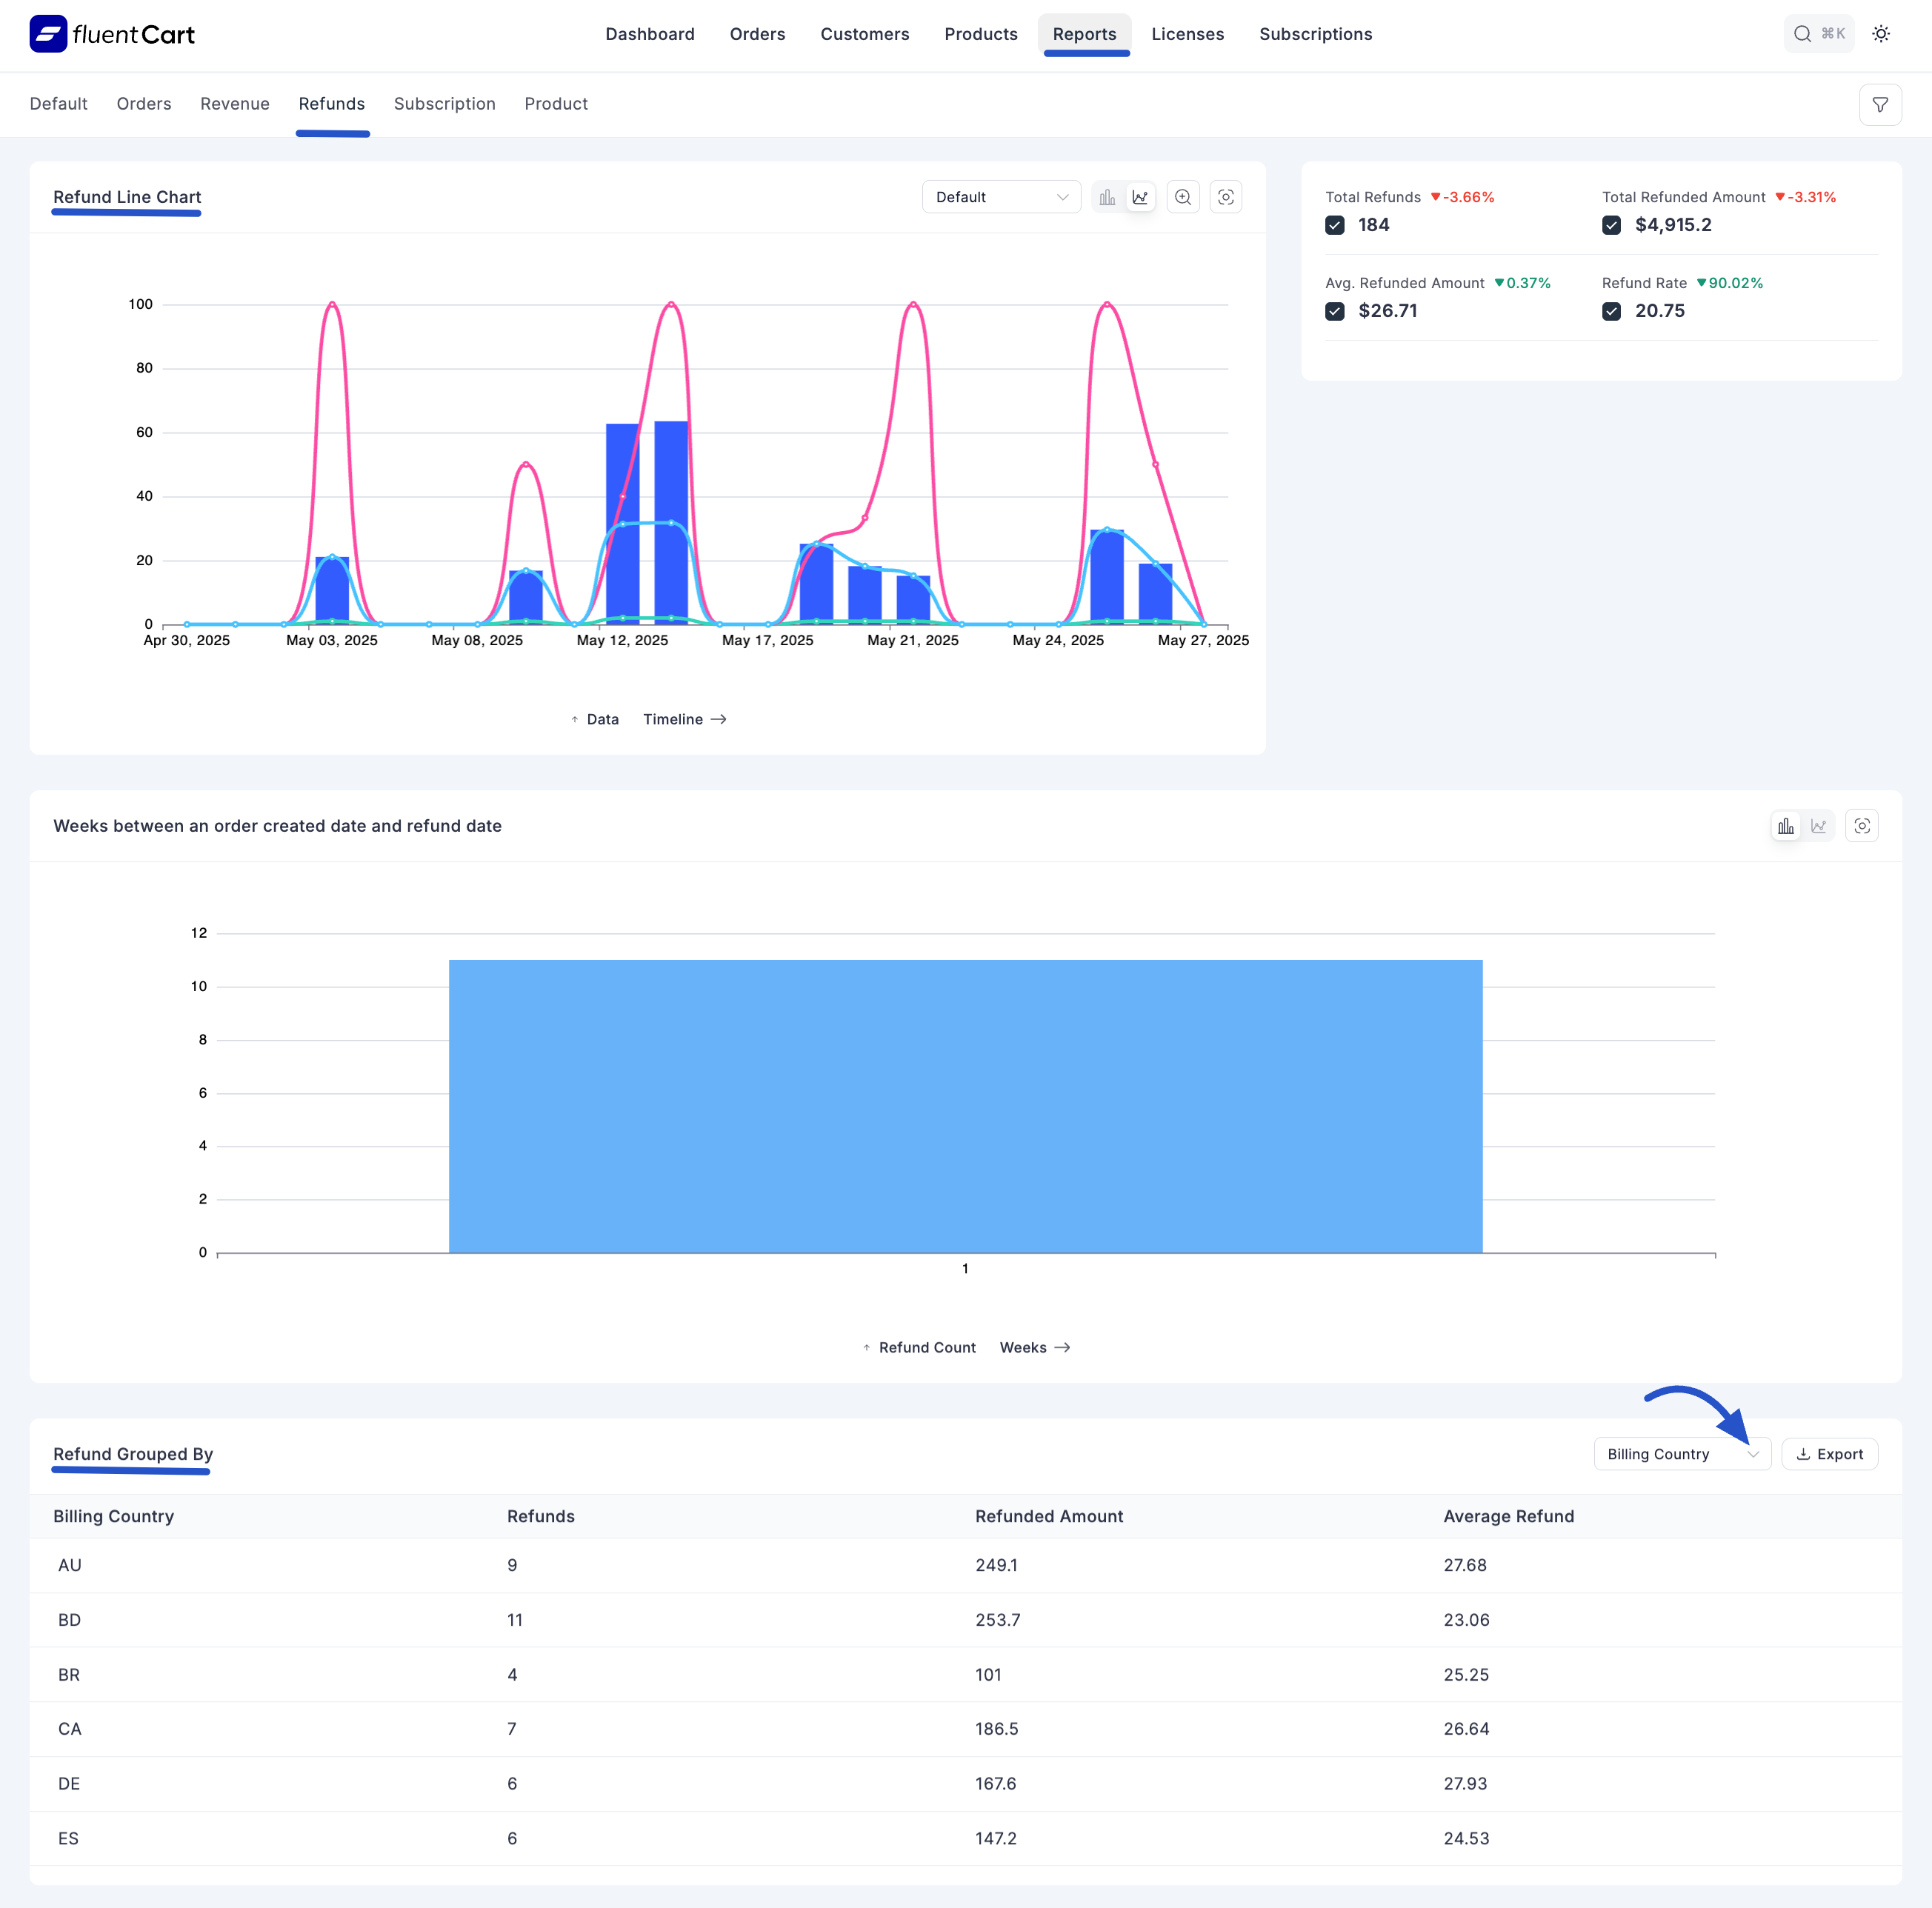 fluentCart
Dashboard Orders Customers Products Reports Licenses Subscriptions
⌘K
Default Orders Revenue Refunds Subscription Product
Refund Line Chart
Default
Total Refunds ▼-3.66%
184
Total Refunded Amount ▼-3.31%
$4,915.2
Avg. Refunded Amount ▼0.37%
$26.71
Refund Rate ▼90.02%
20.75
100
80
60
40
20
0
Apr 30, 2025 May 03, 2025 May 08, 2025 May 12, 2025 May 17, 2025 May 21, 2025 May 24, 2025 May 27, 2025
↑ Data Timeline →
Weeks between an order created date and refund date
12
10
8
6
4
2
0
1
↑ Refund Count Weeks →
Refund Grouped By
Billing Country
Export
Billing Country Refunds Refunded Amount Average Refund
AU 9 249.1 27.68
BD 11 253.7 23.06
BR 4 101 25.25
CA 7 186.5 26.64
DE 6 167.6 27.93
ES 6 147.2 24.53